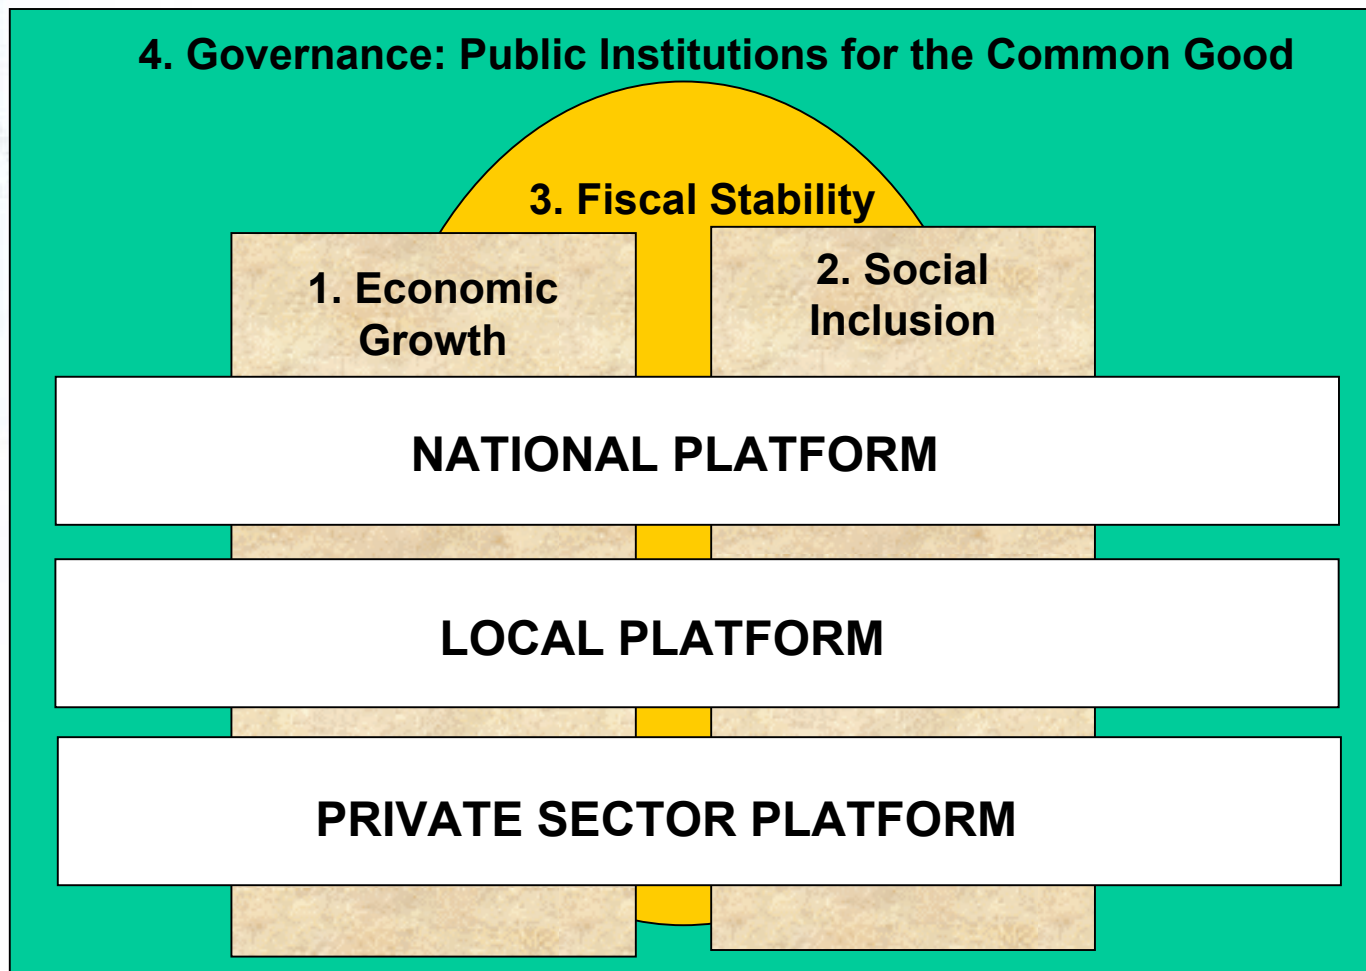 4. Governance: Public Institutions for the Common Good
3. Fiscal Stability
1. Economic
Growth
2. Social
Inclusion
NATIONAL PLATFORM
LOCAL PLATFORM
PRIVATE SECTOR PLATFORM